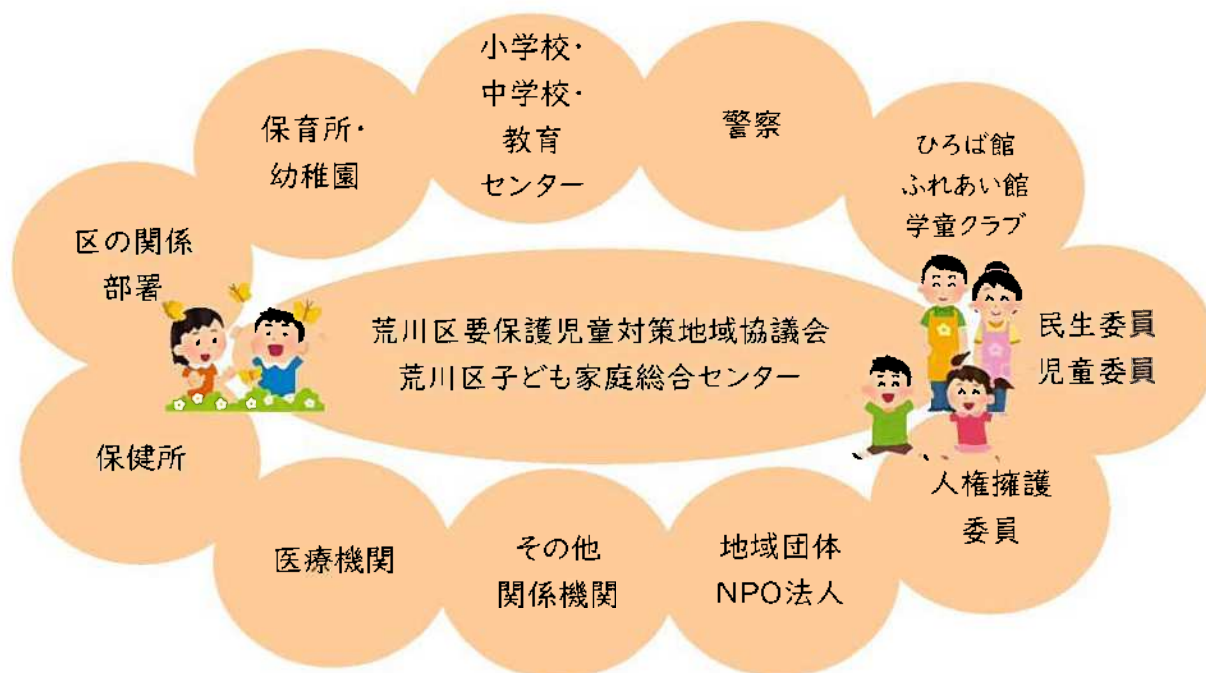 小学校・
中学校・
教育
センター
警察
保育所・
幼稚園
ひろば館
ふれあい館
学童クラブ
区の関係
部署
荒川区要保護児童対策地域協議会
荒川区子ども家庭総合センター
民生委員
児童委員
保健所
人権擁護
委員
医療機関
その他
関係機関
地域団体
NPO法人